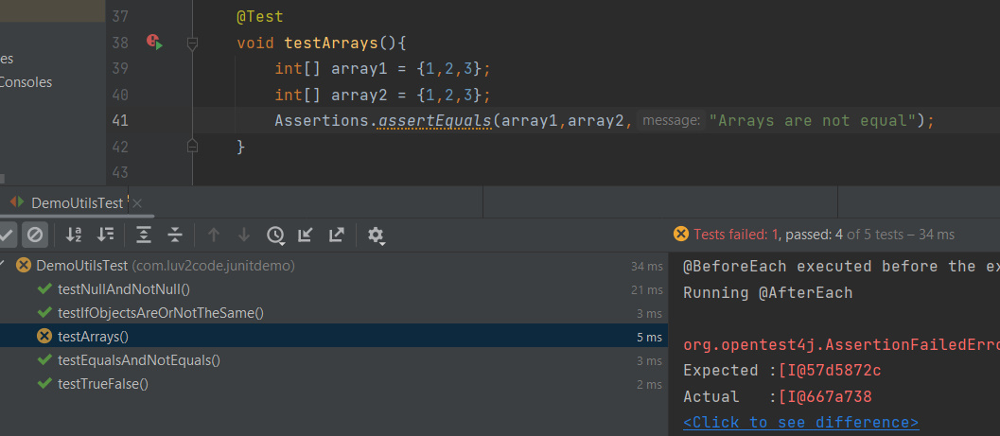 37 @Test
38 void testArrays(){
es
39 int[] array1 = {1,2,3};
Consoles
40 int[] array2 = {1,2,3};
41 Assertions.assertEquals(array1,array2, message: "Arrays are not equal");
42 }
43
DemoUtilsTest
Tests failed: 1, passed: 4 of 5 tests – 34 ms
DemoUtilsTest (com.luv2code.junitdemo) 34 ms
testNullAndNotNull() 21 ms
testIfObjectsAreOrNotTheSame() 3 ms
testArrays() 5 ms
testEqualsAndNotEquals() 3 ms
testTrueFalse() 2 ms
@BeforeEach executed before the ex
Running @AfterEach
org.opentest4j.AssertionFailedErro
Expected :[I@57d5872c
Actual :[I@667a738
<Click to see difference>